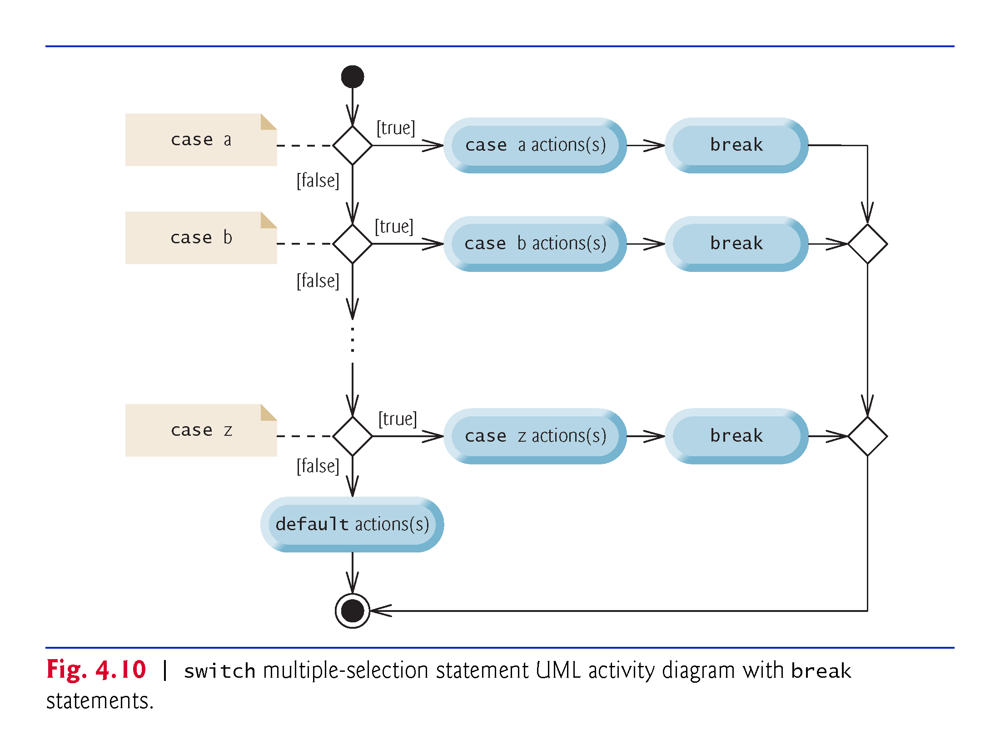 [true]
case a
case a actions(s)
break
[false]
[true]
case b
case b actions(s)
break
[false]
[true]
case z
case z actions(s)
break
[false]
default actions(s)
Fig. 4.10 | switch multiple-selection statement UML activity diagram with break
statements.